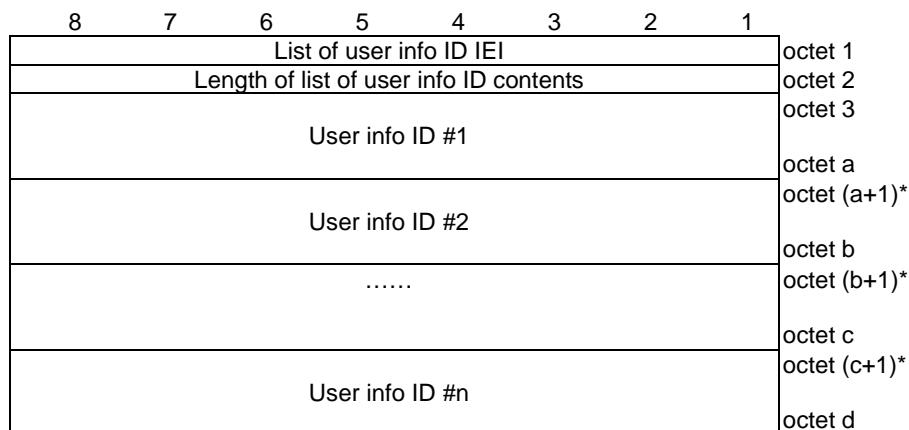 8 7 6 5 4 3 2 1
List of user info ID IEI octet 1
Length of list of user info ID contents octet 2
octet 3
User info ID #1
octet a
octet (a+1)*
User info ID #2
octet b
…… octet (b+1)*
octet c
octet (c+1)*
User info ID #n
octet d